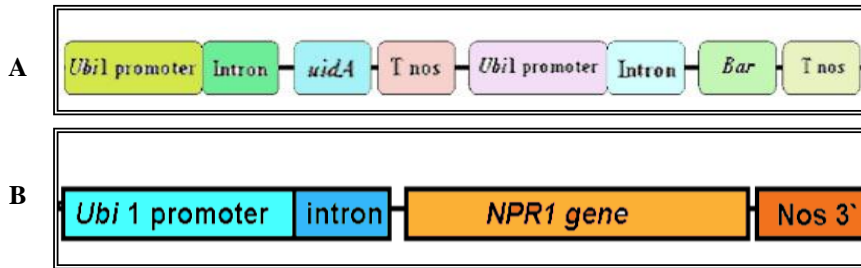 A
Ubi1 promoter Intron uidA T nos Ubi1 promoter Intron Bar T nos
B
Ubi 1 promoter intron NPR1 gene Nos 3`